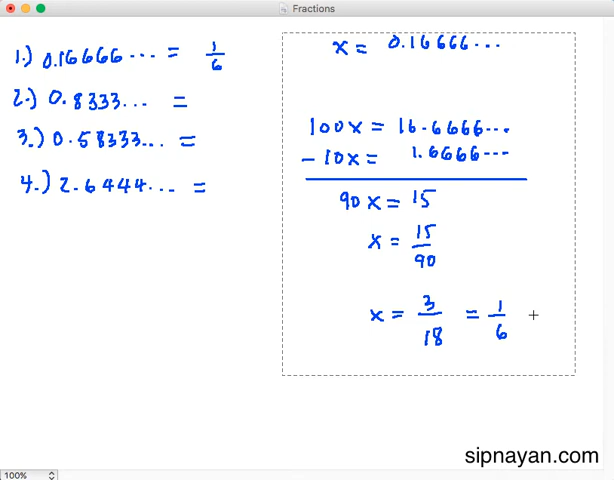 Fractions
1.) 0.16666... = 1/6
2.) 0.8333... =
3.) 0.58333... =
4.) 2.6444... =
x = 0.16666...
100x = 16.6666...
- 10x = 1.6666...
90x = 15
x = 15/90
x = 3/18 = 1/6
sipnayan.com
100%